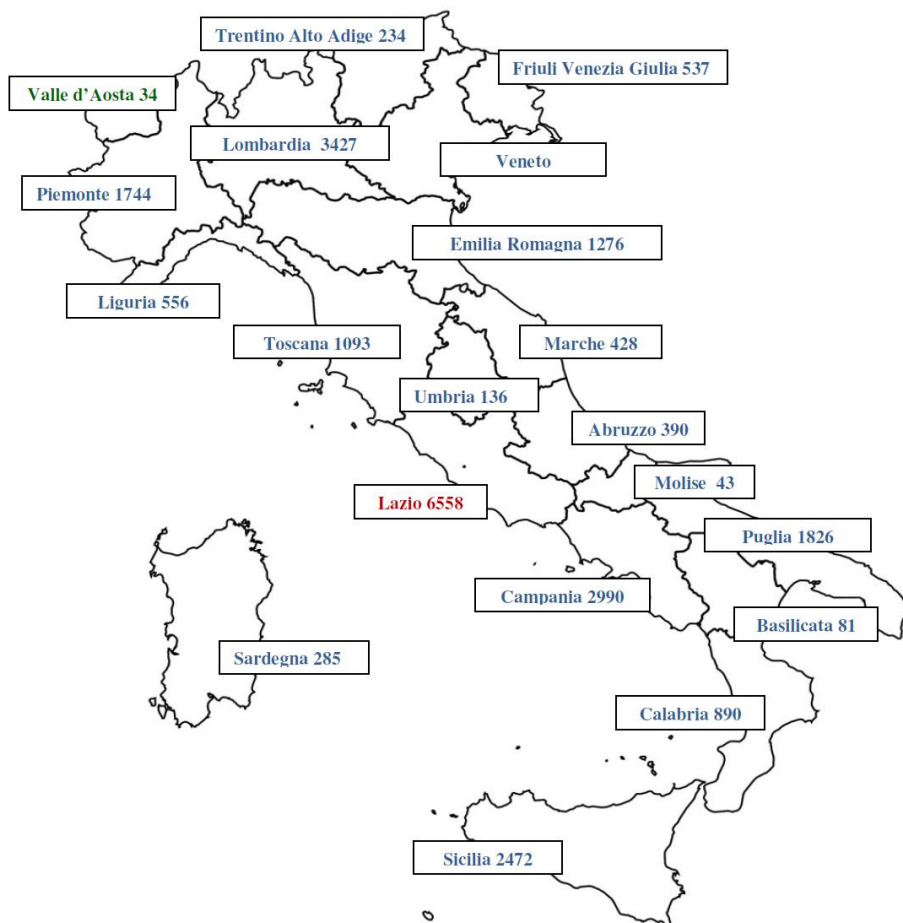 Trentino Alto Adige 234
Friuli Venezia Giulia 537
Valle d’Aosta 34
Lombardia 3427
Veneto
Piemonte 1744
Emilia Romagna 1276
Liguria 556
Toscana 1093
Marche 428
Umbria 136
Abruzzo 390
Molise 43
Lazio 6558
Puglia 1826
Campania 2990
Basilicata 81
Sardegna 285
Calabria 890
Sicilia 2472